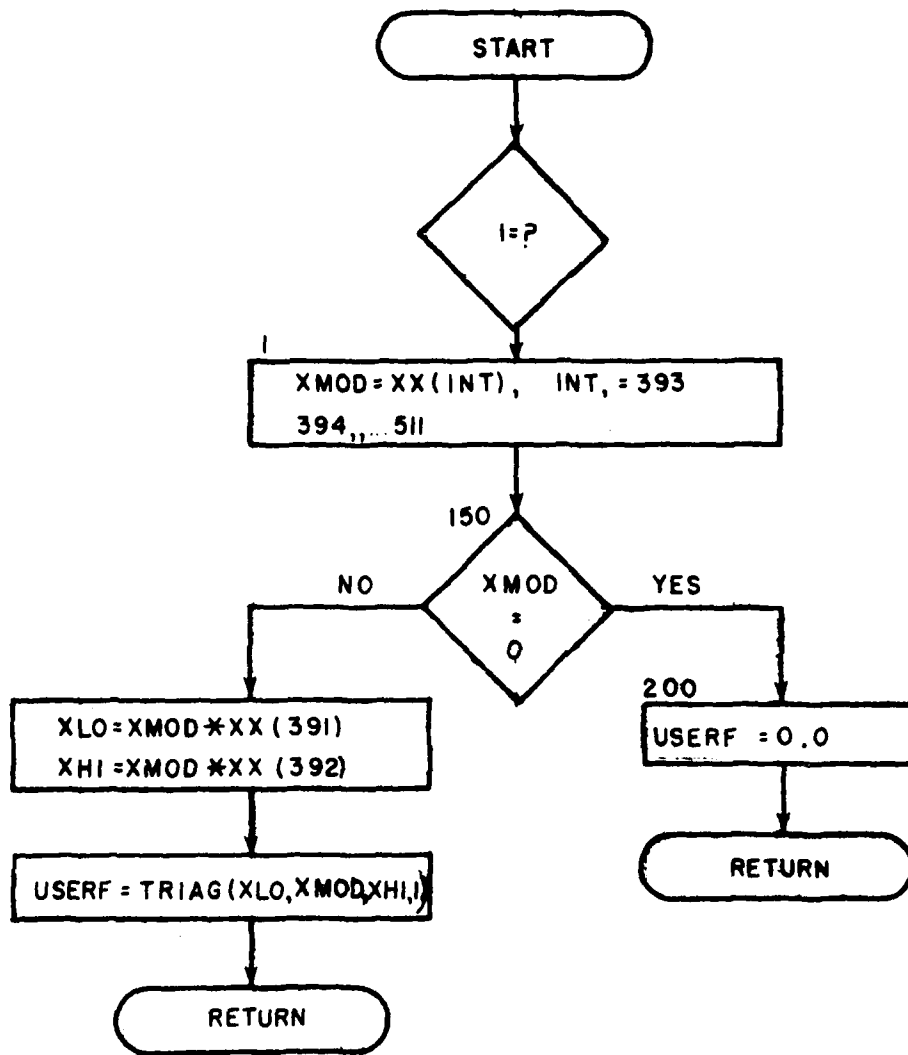 START
I=?
1
XMOD=XX(INT), INT,=393
394,,...511
150
NO
XMOD
=
0
YES
XLO=XMOD*XX(391)
XHI=XMOD*XX(392)
200
USERF =0.0
USERF=TRIAG(XLO,XMOD,XHI,1)
RETURN
RETURN